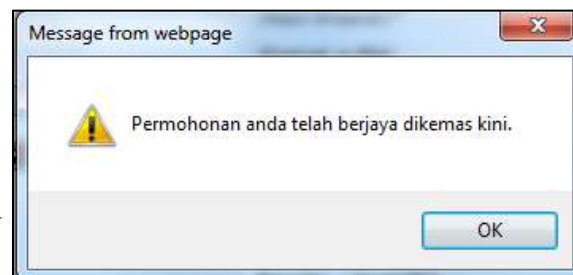 Message from webpage
Permohonan anda telah berjaya dikemas kini.
OK